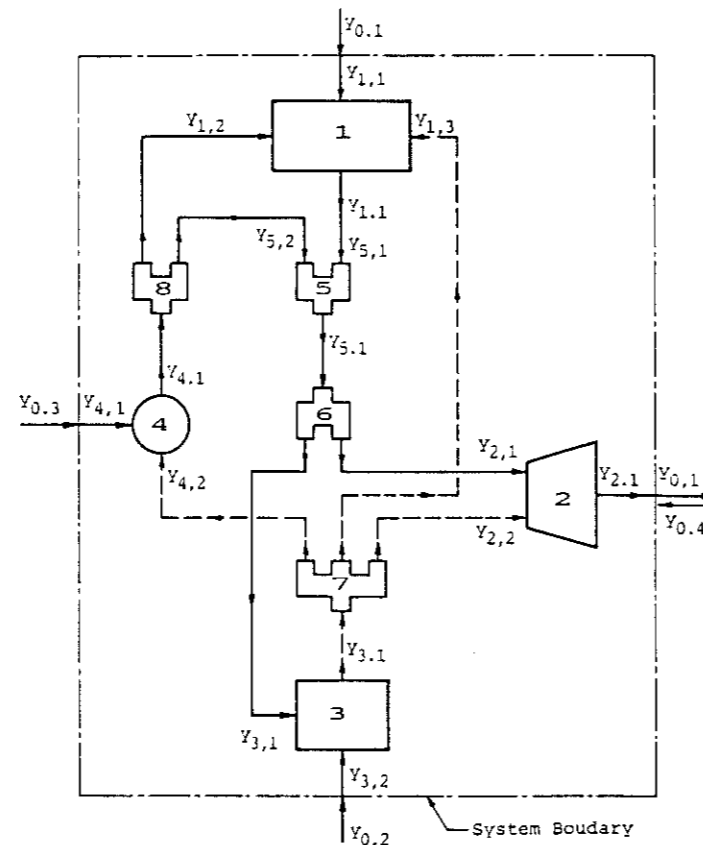 Y0.1
Y1,1
Y1,2
1
Y1,3
Y1.1
Y5,2
Y5,1
8
5
Y5.1
Y4.1
Y0.3
Y4,1
4
6
Y4,2
Y2,1
2
Y2.1
Y0,1
Y0.4
Y2,2
7
Y3.1
3
Y3,1
Y3,2
System Boudary
Y0.2